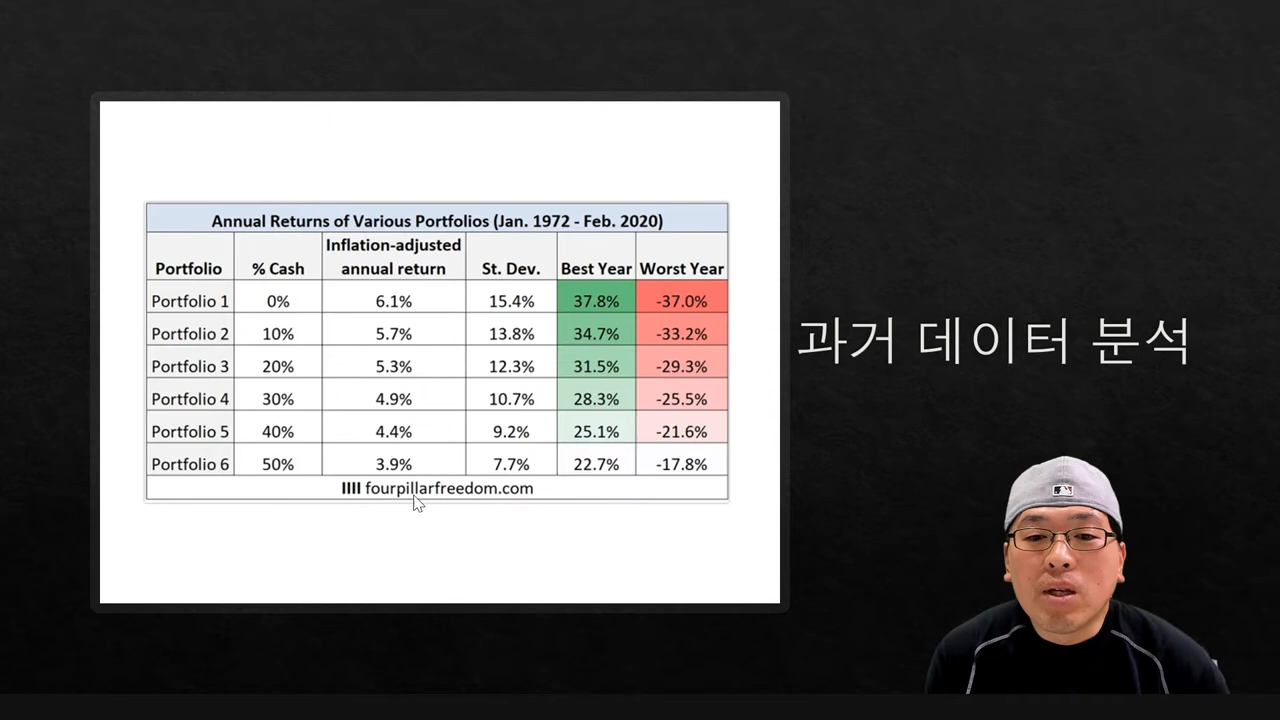 Annual Returns of Various Portfolios (Jan. 1972 - Feb. 2020)
Portfolio % Cash Inflation-adjusted annual return St. Dev. Best Year Worst Year
Portfolio 1 0% 6.1% 15.4% 37.8% -37.0%
Portfolio 2 10% 5.7% 13.8% 34.7% -33.2%
Portfolio 3 20% 5.3% 12.3% 31.5% -29.3%
Portfolio 4 30% 4.9% 10.7% 28.3% -25.5%
Portfolio 5 40% 4.4% 9.2% 25.1% -21.6%
Portfolio 6 50% 3.9% 7.7% 22.7% -17.8%
IIII fourpillarfreedom.com
과거 데이터 분석